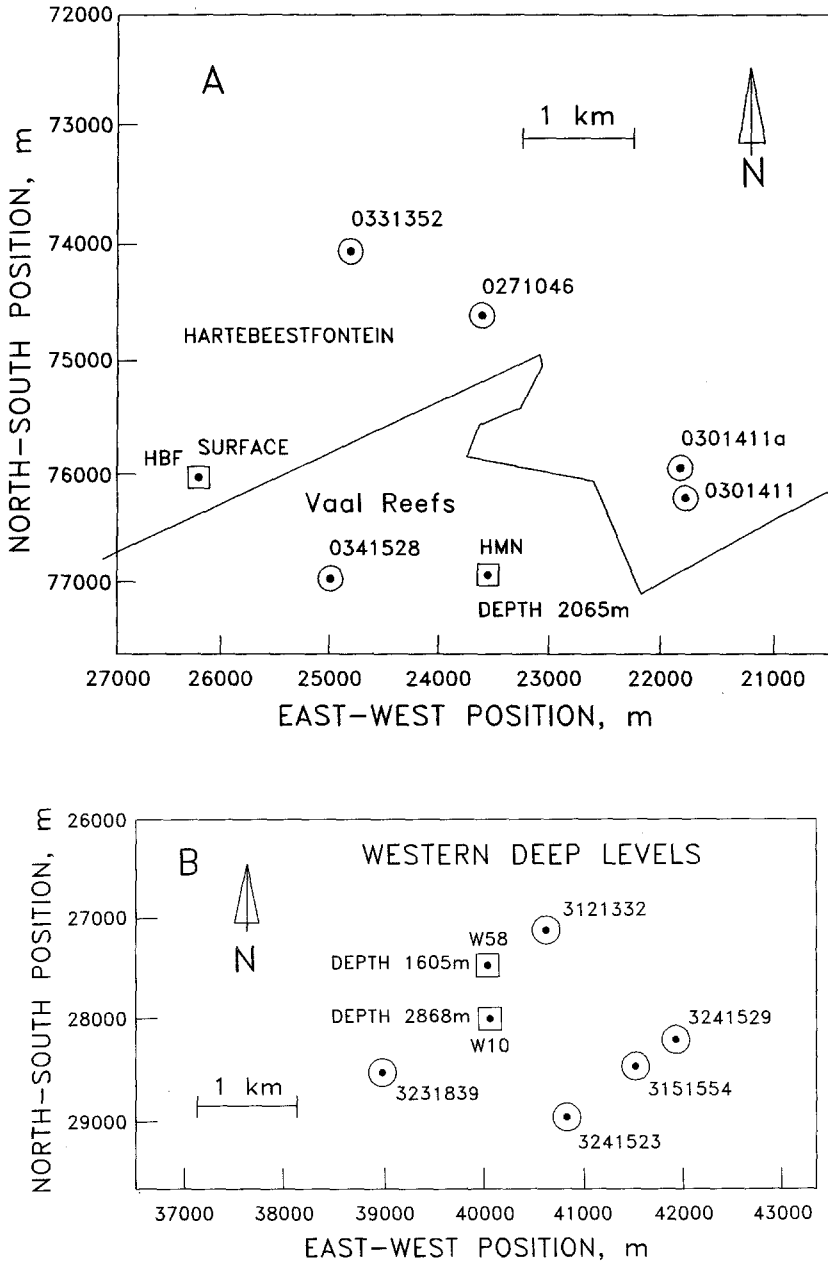 72000
A
73000
1 km
N
0331352
74000
0271046
HARTEBEESTFONTEIN
75000
0301411a
HBF SURFACE
76000
0301411
Vaal Reefs
0341528
HMN
77000
DEPTH 2065m
27000 26000 25000 24000 23000 22000 21000
EAST-WEST POSITION, m
NORTH-SOUTH POSITION, m
26000
B
WESTERN DEEP LEVELS
3121332
27000
W58
N
DEPTH 1605m
28000
DEPTH 2868m
W10
3241529
1 km
3231839
3151554
29000
3241523
37000 38000 39000 40000 41000 42000 43000
EAST-WEST POSITION, m
NORTH-SOUTH POSITION, m